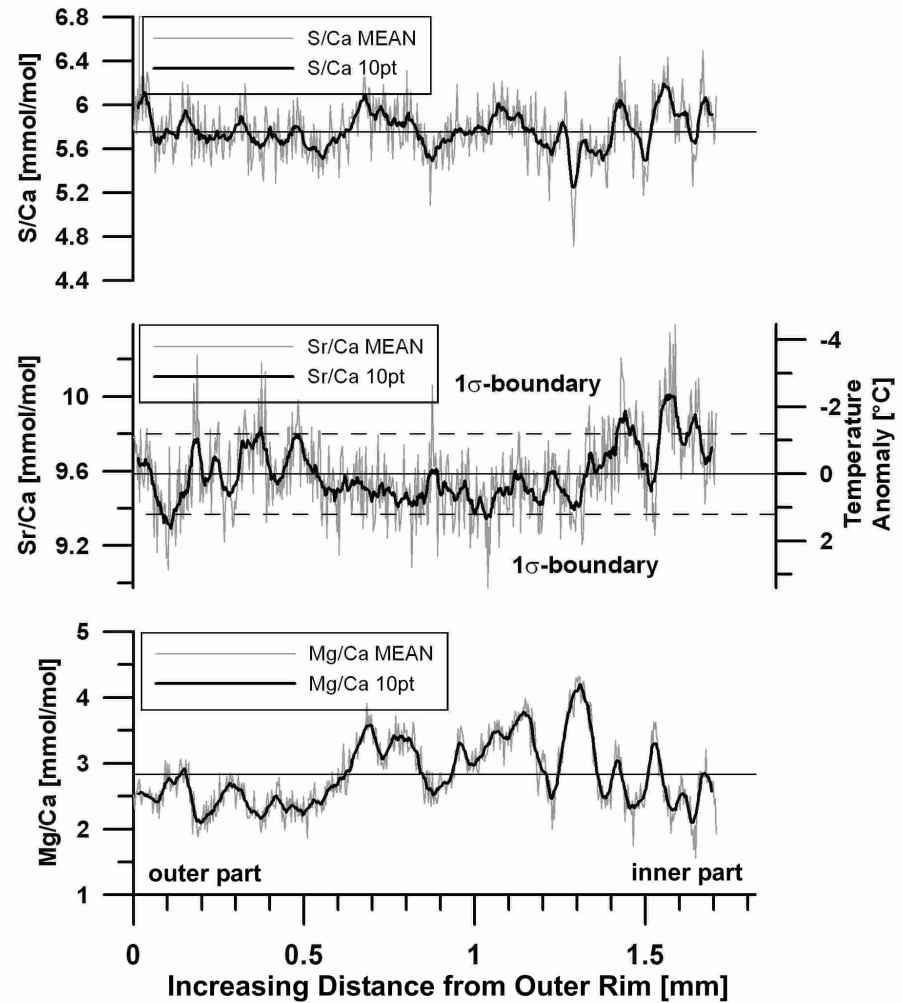 6.8
6.4
6
5.6
5.2
4.8
4.4
S/Ca [mmol/mol]
S/Ca MEAN
S/Ca 10pt
10
9.6
9.2
Sr/Ca [mmol/mol]
Sr/Ca MEAN
Sr/Ca 10pt
1σ-boundary
1σ-boundary
-4
-2
0
2
Temperature
Anomaly [°C]
5
4
3
2
1
Mg/Ca [mmol/mol]
Mg/Ca MEAN
Mg/Ca 10pt
outer part
inner part
0
0.5
1
1.5
Increasing Distance from Outer Rim [mm]